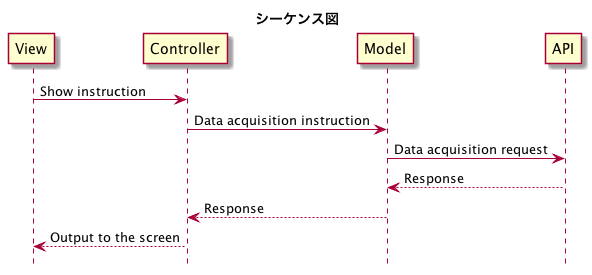 シーケンス図
View
Controller
Model
API
Show instruction
Data acquisition instruction
Data acquisition request
Response
Response
Output to the screen